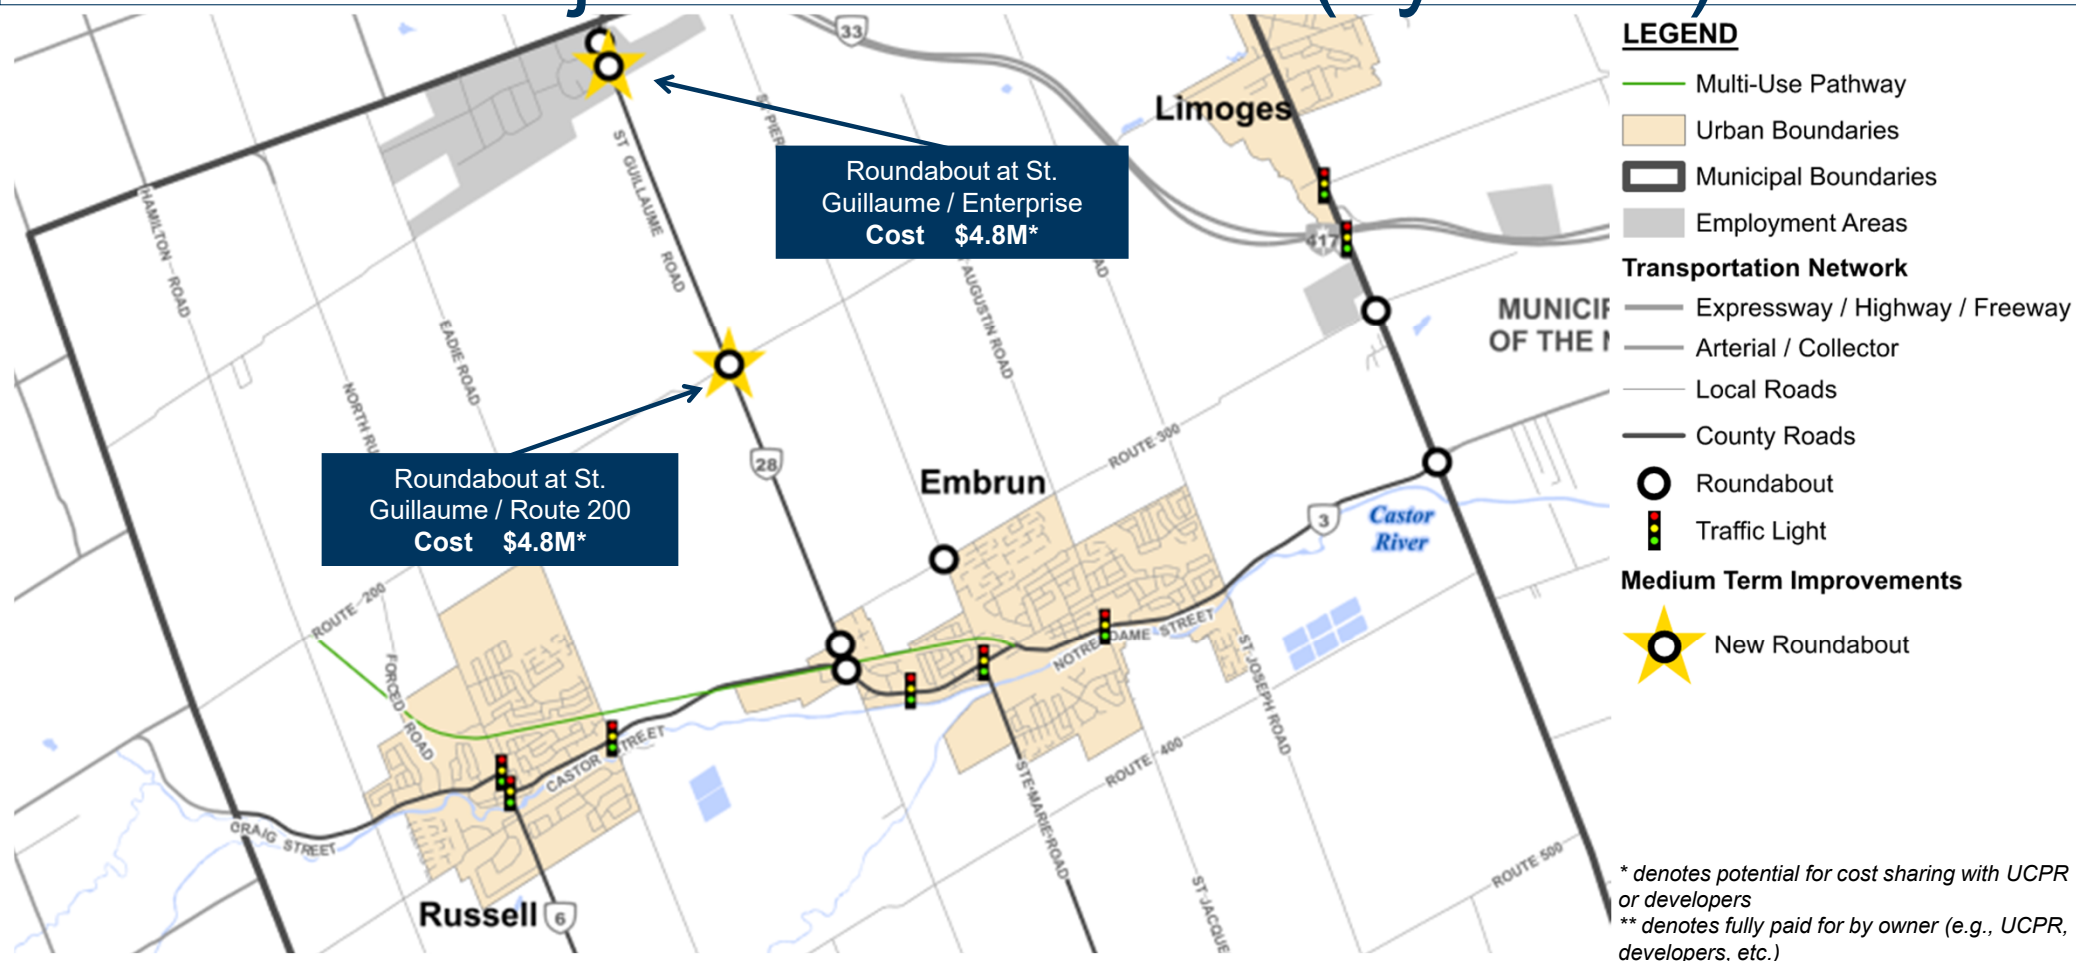 33
LEGEND
Multi-Use Pathway
Limoges
Urban Boundaries
Roundabout at St.
Guillaume / Enterprise
Cost $4.8M*
ST GUILLAUME ROAD
Municipal Boundaries
HAMILTON ROAD
Employment Areas
417
AUGUSTIN ROAD
Transportation Network
Expressway / Highway / Freeway
EADIE ROAD
Arterial / Collector
Local Roads
ROUTE 300
County Roads
28
Roundabout at St.
Guillaume / Route 200
Cost $4.8M*
Embrun
Roundabout
3
Castor
River
Traffic Light
Medium Term Improvements
ROUTE 200
New Roundabout
FORCED ROAD
NOTRE DAME STREET
ST JOSEPH ROAD
CASTOR STREET
ROUTE 400
STE MARIE ROAD
CRAIG STREET
ROUTE 500
Russell
6
* denotes potential for cost sharing with UCPR
or developers
** denotes fully paid for by owner (e.g., UCPR,
developers, etc.)